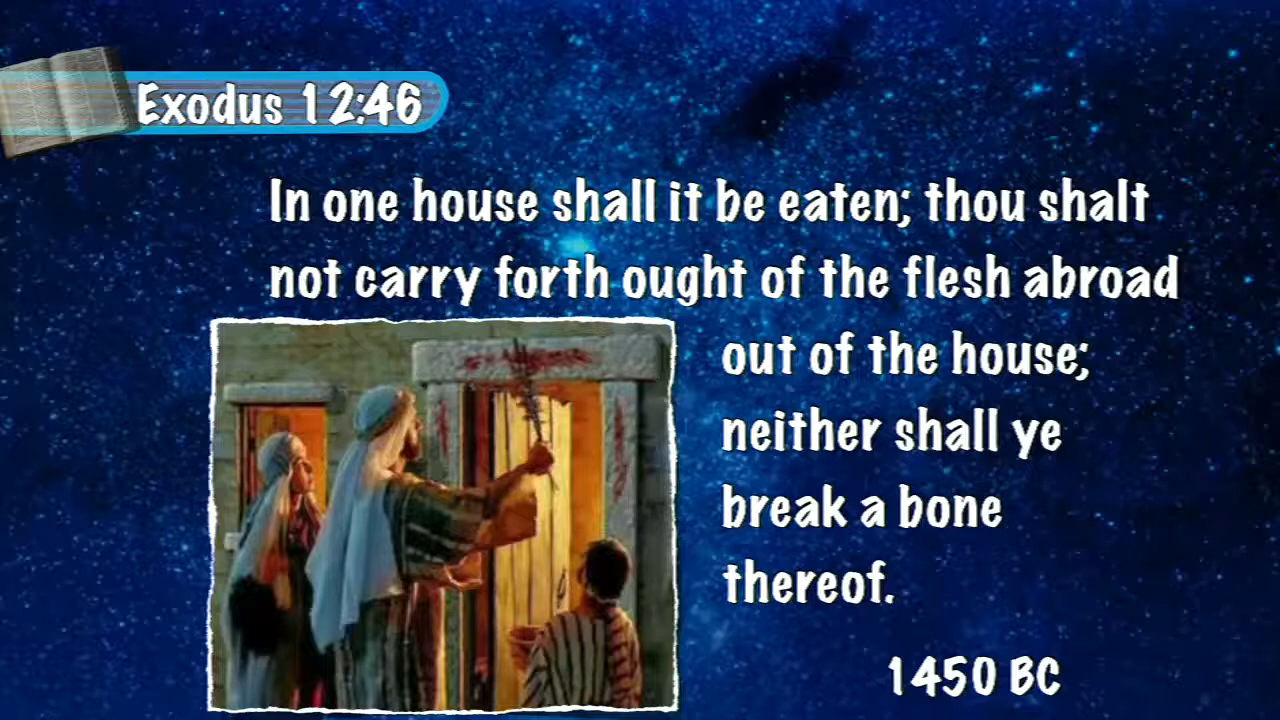 Exodus 12:46
In one house shall it be eaten; thou shalt
not carry forth ought of the flesh abroad
out of the house;
neither shall ye
break a bone
thereof.
1450 BC